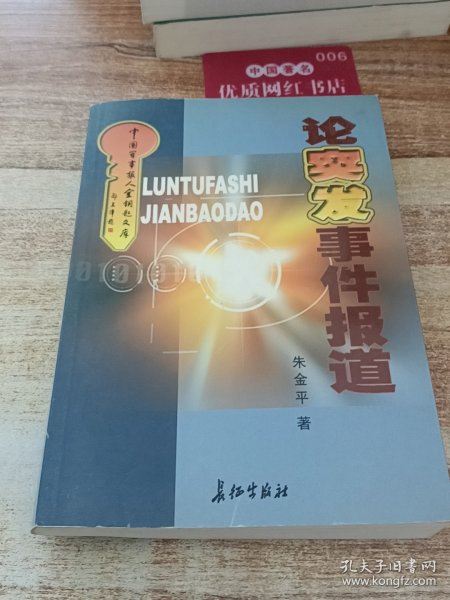 006
中国著名
优质网红书店
中国军事报人金钥匙文库
LUNTUFASHI
JIANBAODAO
论突发事件报道
朱金平 著
长征出版社
孔夫子旧书网
www.kongfz.com